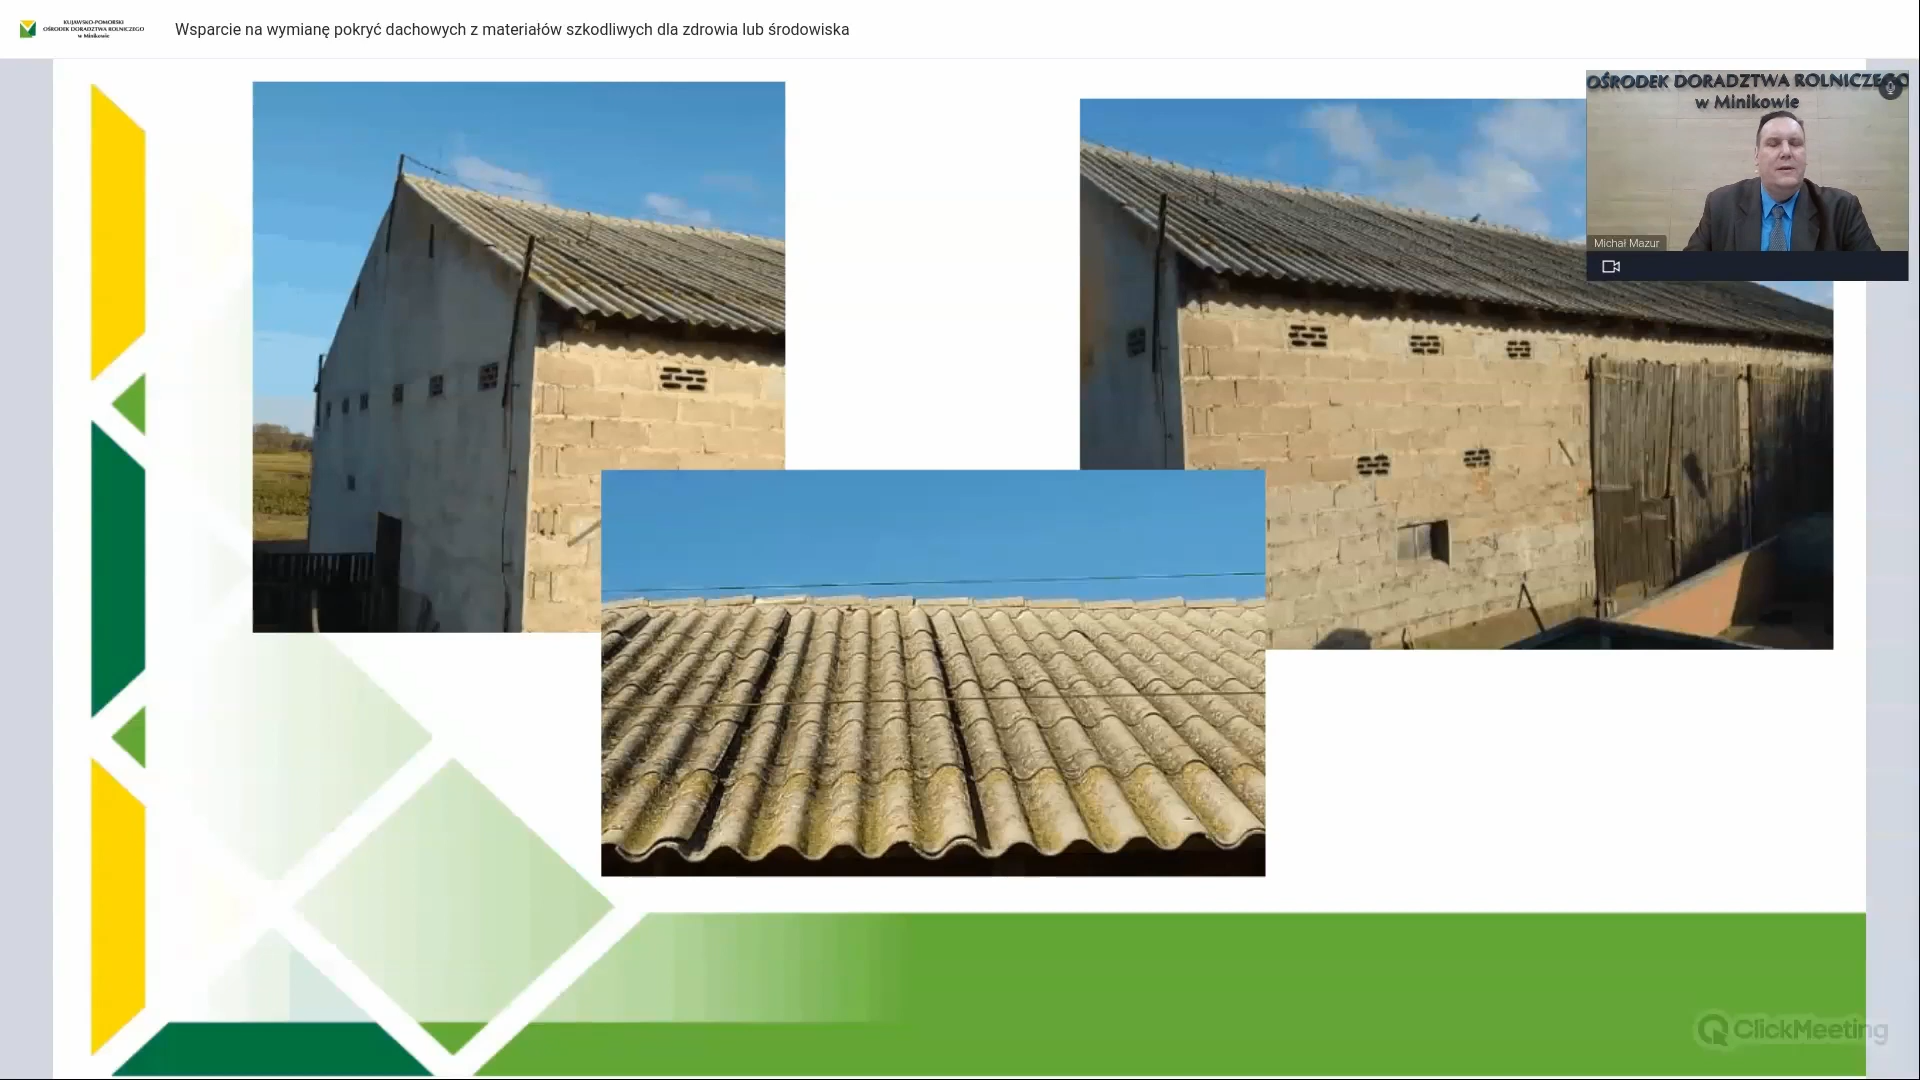 KUJAWSKO-POMORSKI
OŚRODEK DORADZTWA ROLNICZEGO
w Minikowie
Wsparcie na wymianę pokryć dachowych z materiałów szkodliwych dla zdrowia lub środowiska
OŚRODEK DORADZTWA ROLNICZEGO
w Minikowie
Michał Mazur
ClickMeeting